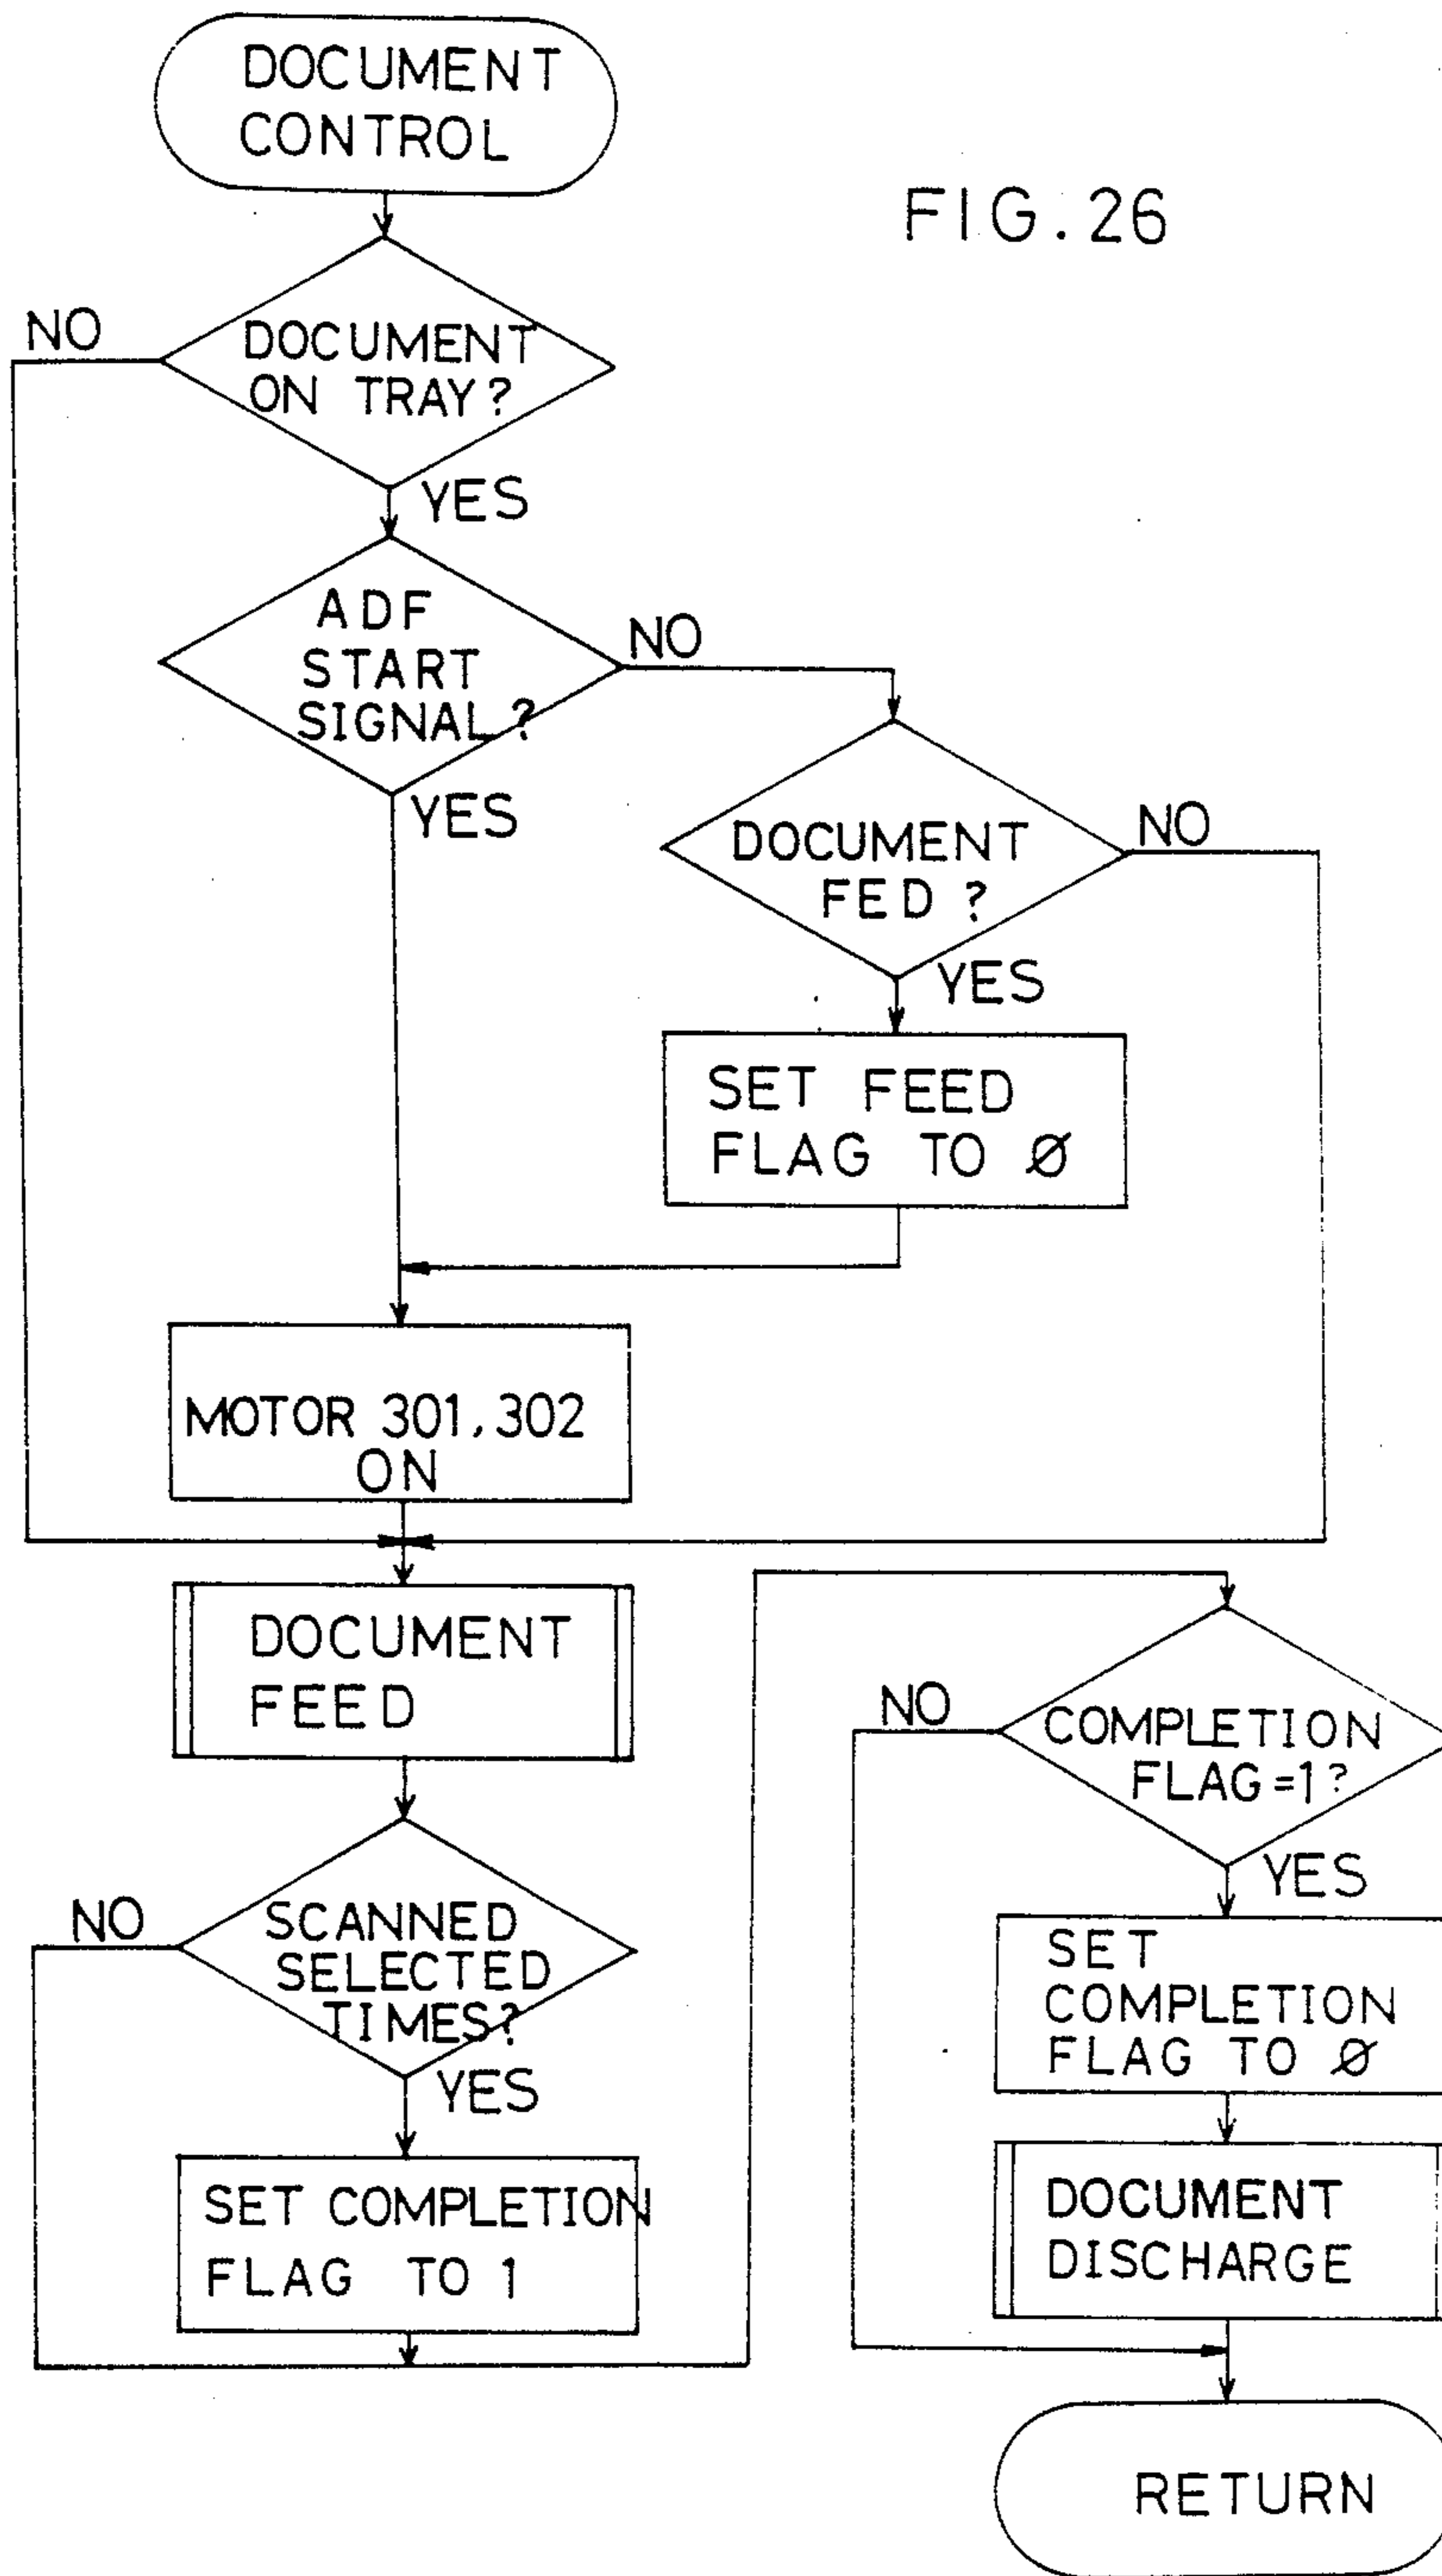 DOCUMENT
CONTROL
FIG. 26
NO
DOCUMENT
ON TRAY?
YES
ADF
START
SIGNAL?
NO
YES
DOCUMENT
FED ?
NO
YES
SET FEED
FLAG TO Ø
MOTOR 301, 302
ON
DOCUMENT
FEED
NO
SCANNED
SELECTED
TIMES?
YES
SET COMPLETION
FLAG TO 1
NO
COMPLETION
FLAG=1?
YES
SET
COMPLETION
FLAG TO Ø
DOCUMENT
DISCHARGE
RETURN